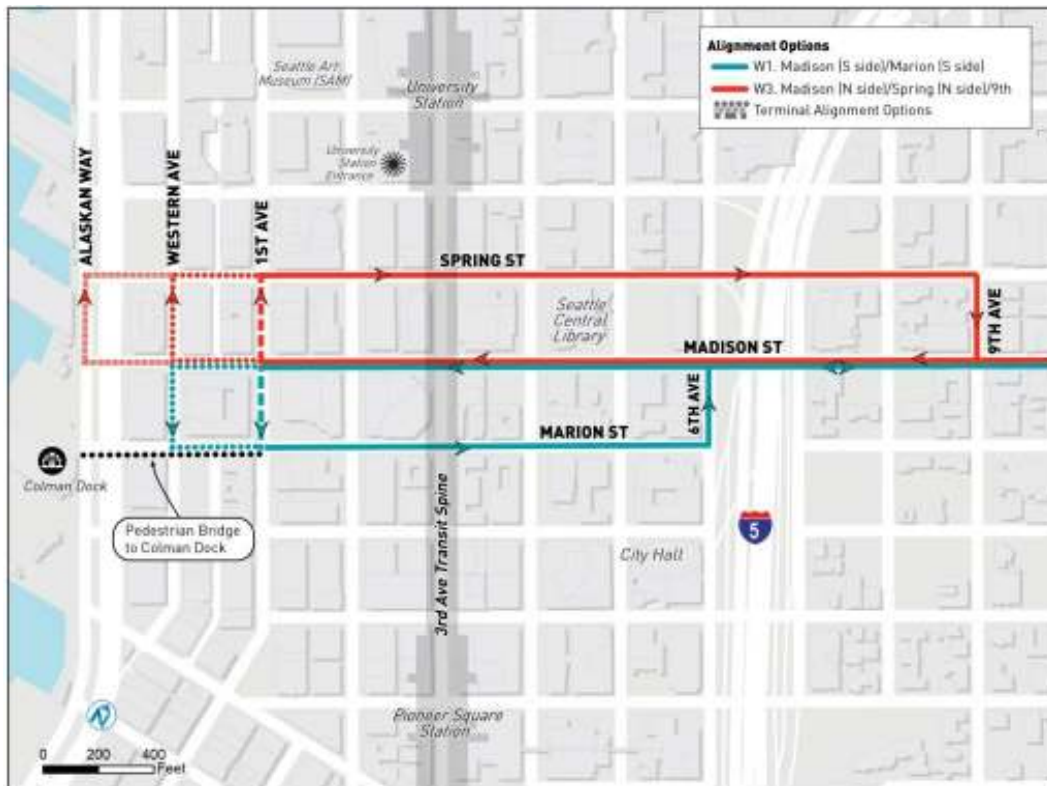 Alignment Options
W1. Madison (S side)/Marion (S side)
W3. Madison (N side)/Spring (N side)/9th
Terminal Alignment Options
Seattle Art
Museum (SAM)
University
Station
University
Station
Entrance
ALASKAN WAY
WESTERN AVE
1ST AVE
SPRING ST
Seattle
Central
Library
MADISON ST
9TH AVE
6TH AVE
MARION ST
Colman Dock
Pedestrian Bridge
to Colman Dock
3rd Ave Transit Spine
5
City Hall
Pioneer Square
Station
N
0 200 400
Feet